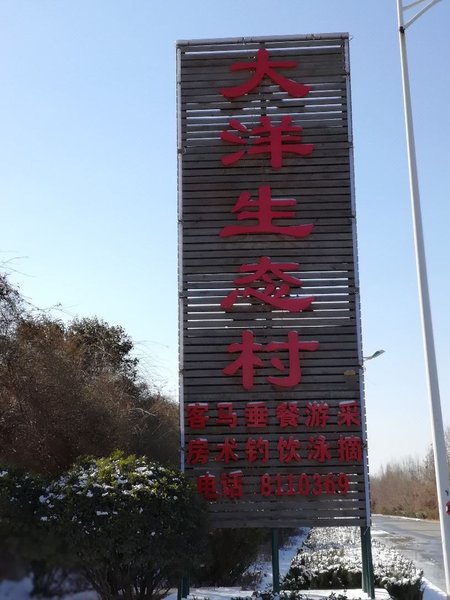 大洋生态村
客马垂餐游采
房术钓饮泳摘
电话 8110369